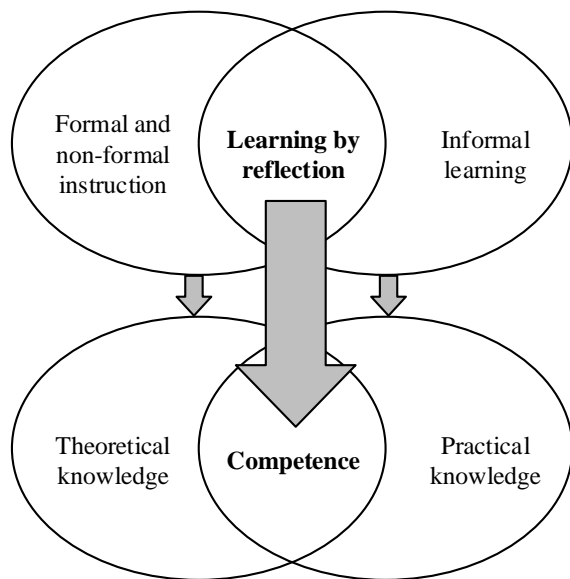 Formal and
non-formal
instruction
Learning by
reflection
Informal
learning
Theoretical
knowledge
Competence
Practical
knowledge